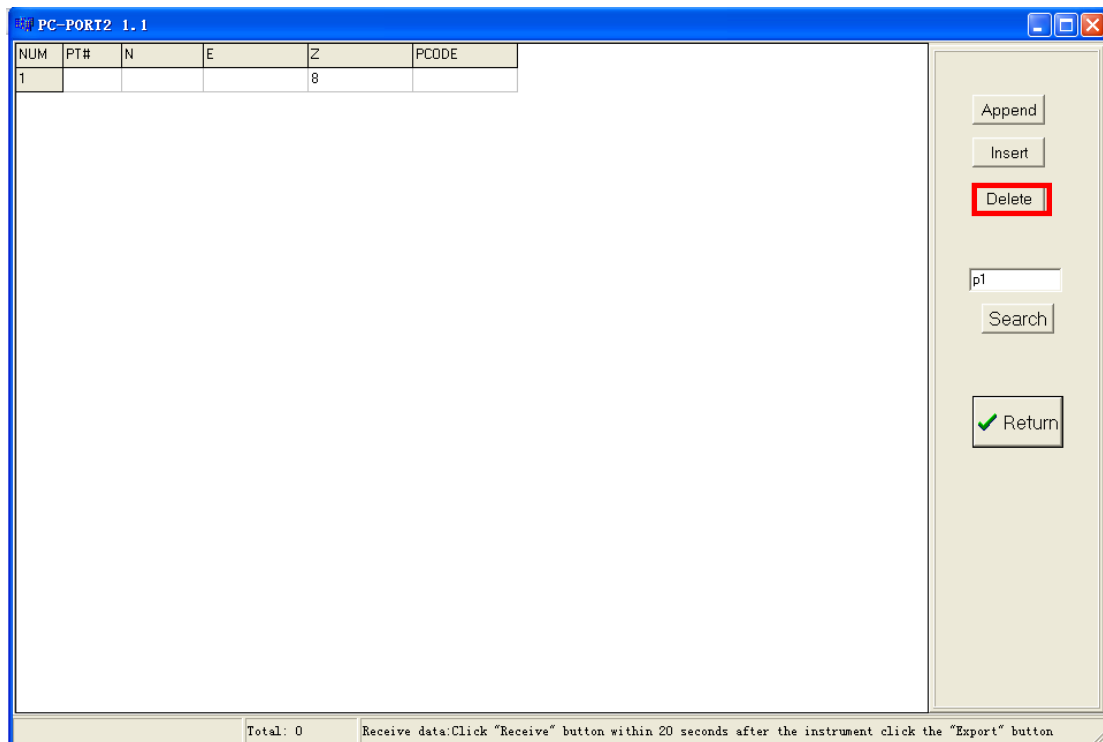 PC-PORT2 1.1
NUM PT# N E Z PCODE
1 8
Append
Insert
Delete
p1
Search
Return
Total: 0 Receive data:Click "Receive" button within 20 seconds after the instrument click the "Export" button